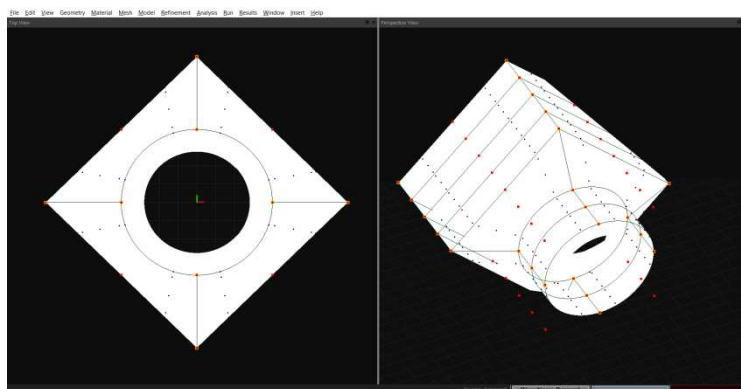 File Edit View Geometry Material Mesh Model Refinement Analysis Run Results Window Insert Help
Top View
Perspective View